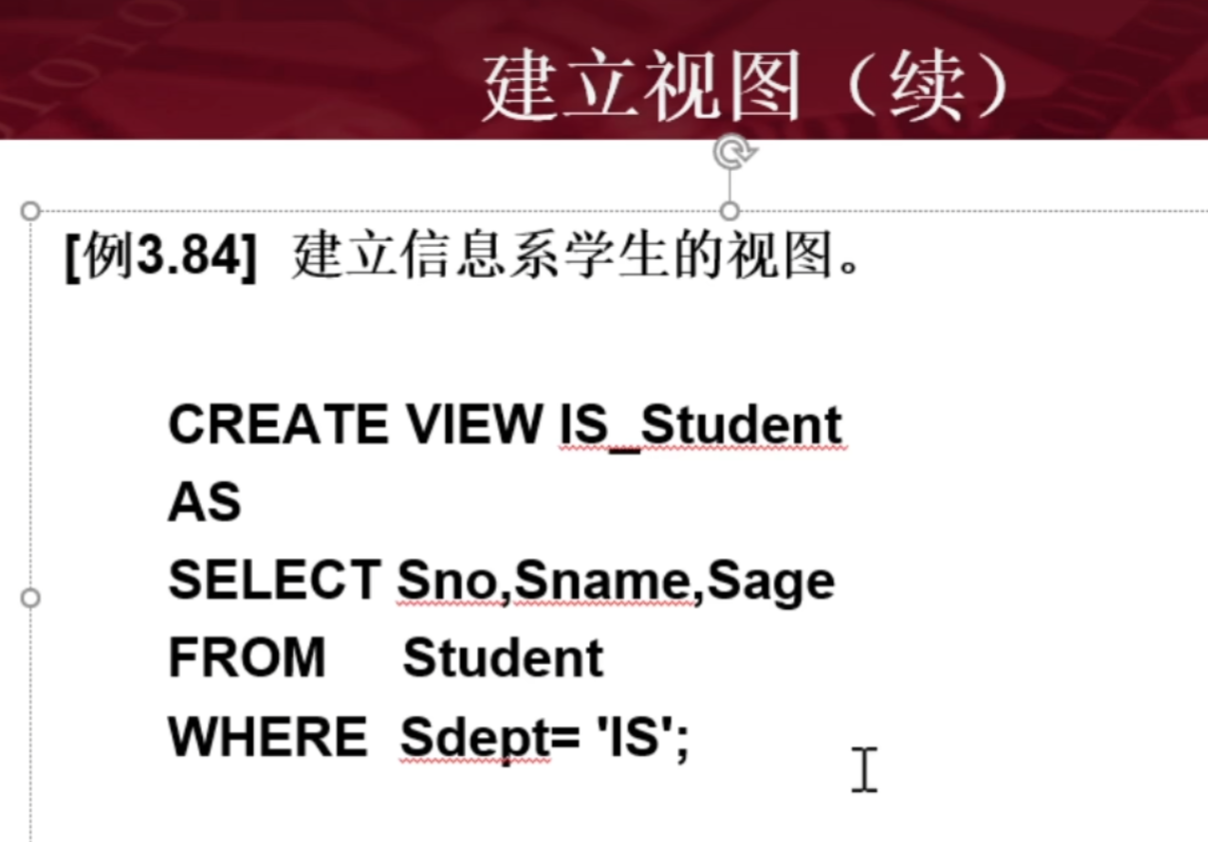 建立视图（续）
[例3.84] 建立信息系学生的视图。
CREATE VIEW IS_Student
AS
SELECT Sno,Sname,Sage
FROM Student
WHERE Sdept= 'IS';